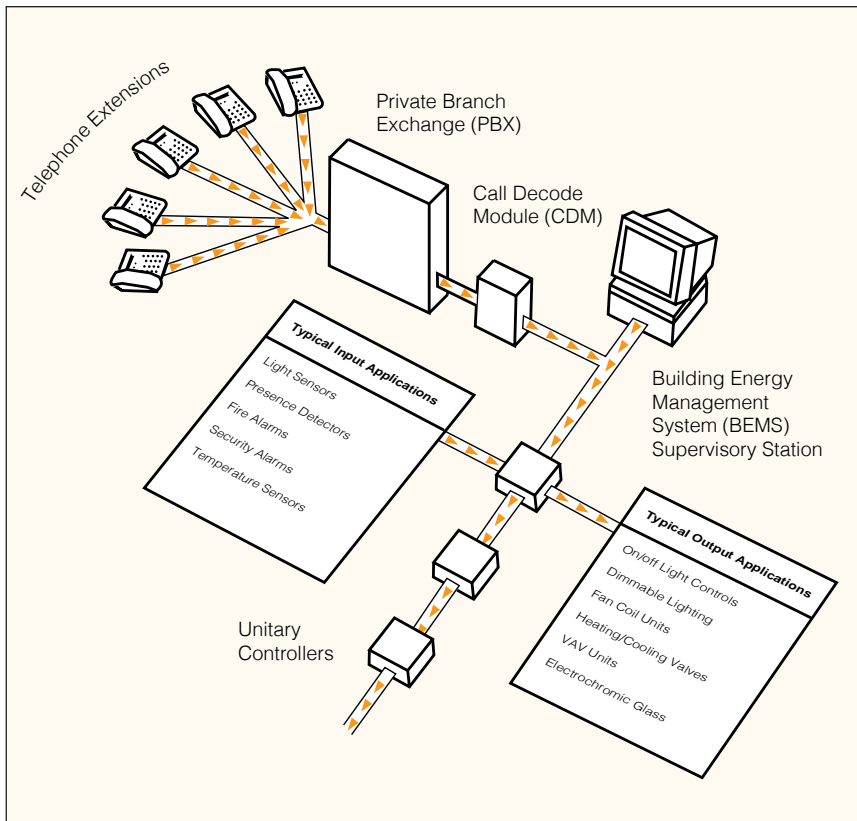 Telephone Extensions
Private Branch
Exchange (PBX)
Call Decode
Module (CDM)
Building Energy
Management
System (BEMS)
Supervisory Station
Typical Input Applications
Light Sensors
Presence Detectors
Fire Alarms
Security Alarms
Temperature Sensors
Typical Output Applications
On/off Light Controls
Dimmable Lighting
Fan Coil Units
Heating/Cooling Valves
VAV Units
Electrochromic Glass
Unitary
Controllers